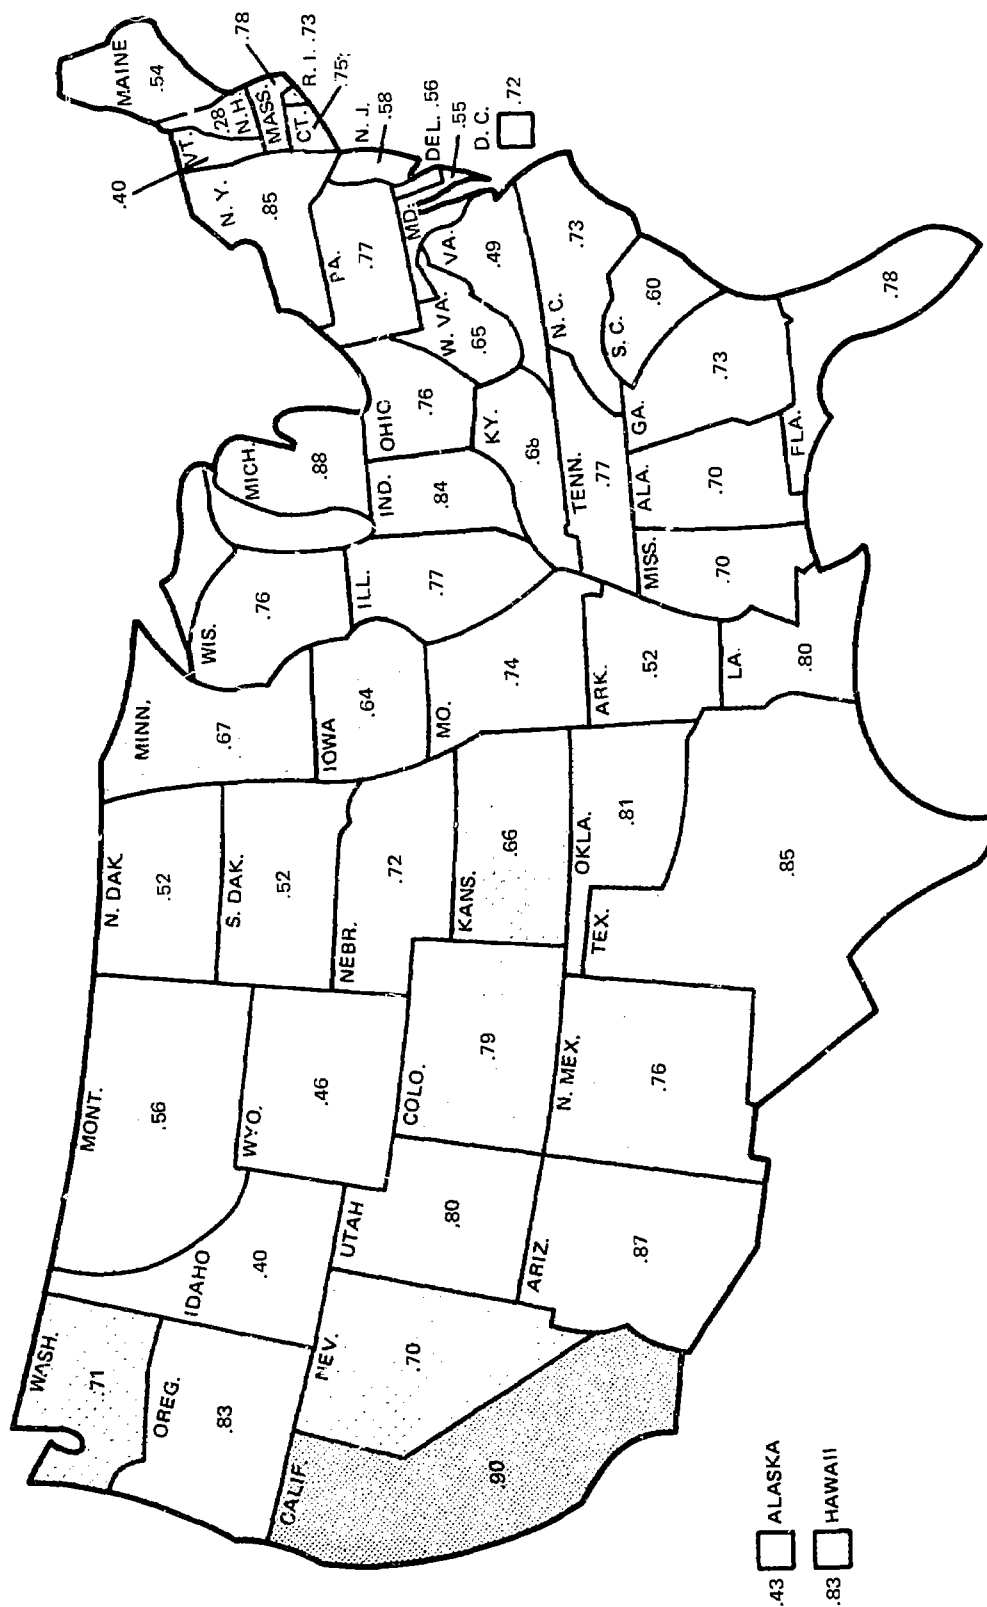 WASH.
.71
OREG.
.83
CALIF.
.90
NEV.
.70
IDAHO
.40
MONT.
.56
WYO.
.46
UTAH
.80
COLO.
.79
ARIZ.
.87
N. MEX.
.76
N. DAK.
.52
S. DAK.
.52
NEBR.
.72
KANS.
.66
OKLA.
.81
TEX.
.85
MINN.
.67
IOWA
.64
MO.
.74
ARK.
.52
LA.
.80
WIS.
.76
ILL.
.77
MICH.
.88
IND.
.84
OHIO
.76
KY.
TENN.
.77
MISS.
.70
ALA.
.70
GA.
.73
FLA.
.78
S. C.
.60
N. C.
.73
VA.
.49
W. VA.
.65
PA.
.77
N. Y.
.85
VT.
.40
N.H.
.28
MAINE
.54
MASS.
.78
R. I. .73
CT.
.75
N. J.
.58
DEL. .56
MD.
.55
D. C.
.72
.43 ALASKA
.83 HAWAII